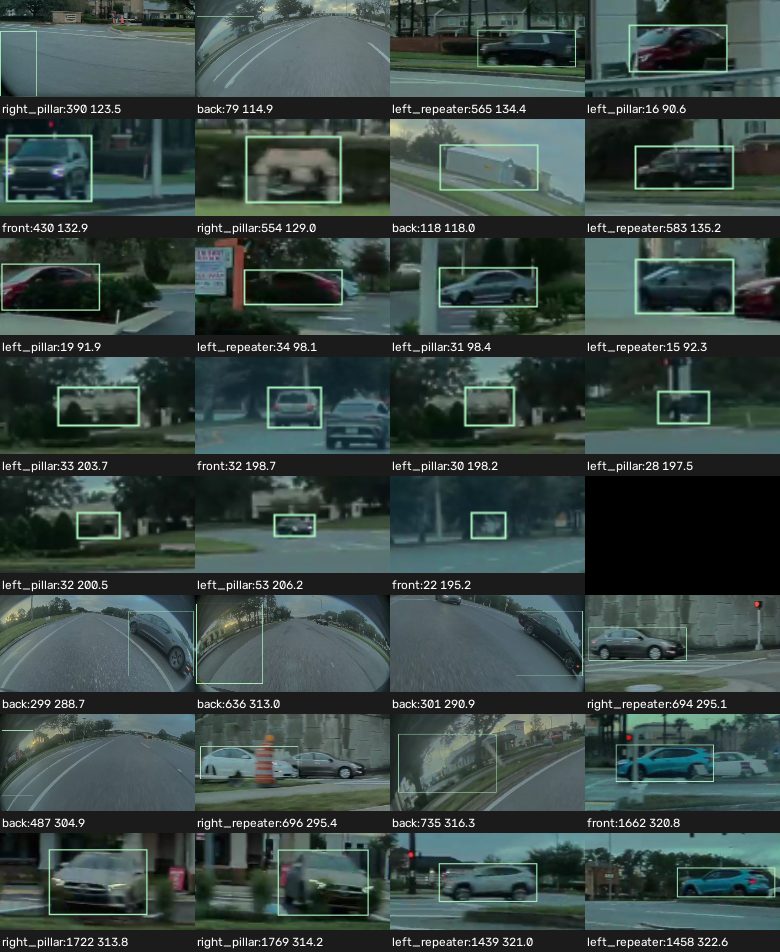 right_pillar:390 123.5
back:79 114.9
left_repeater:565 134.4
left_pillar:16 90.6
front:430 132.9
right_pillar:554 129.0
back:118 118.0
left_repeater:583 135.2
left_pillar:19 91.9
left_repeater:34 98.1
left_pillar:31 98.4
left_repeater:15 92.3
left_pillar:33 203.7
front:32 198.7
left_pillar:30 198.2
left_pillar:28 197.5
left_pillar:32 200.5
left_pillar:53 206.2
front:22 195.2
back:299 288.7
back:636 313.0
back:301 290.9
right_repeater:694 295.1
back:487 304.9
right_repeater:696 295.4
back:735 316.3
front:1662 320.8
right_pillar:1722 313.8
right_pillar:1769 314.2
left_repeater:1439 321.0
left_repeater:1458 322.6